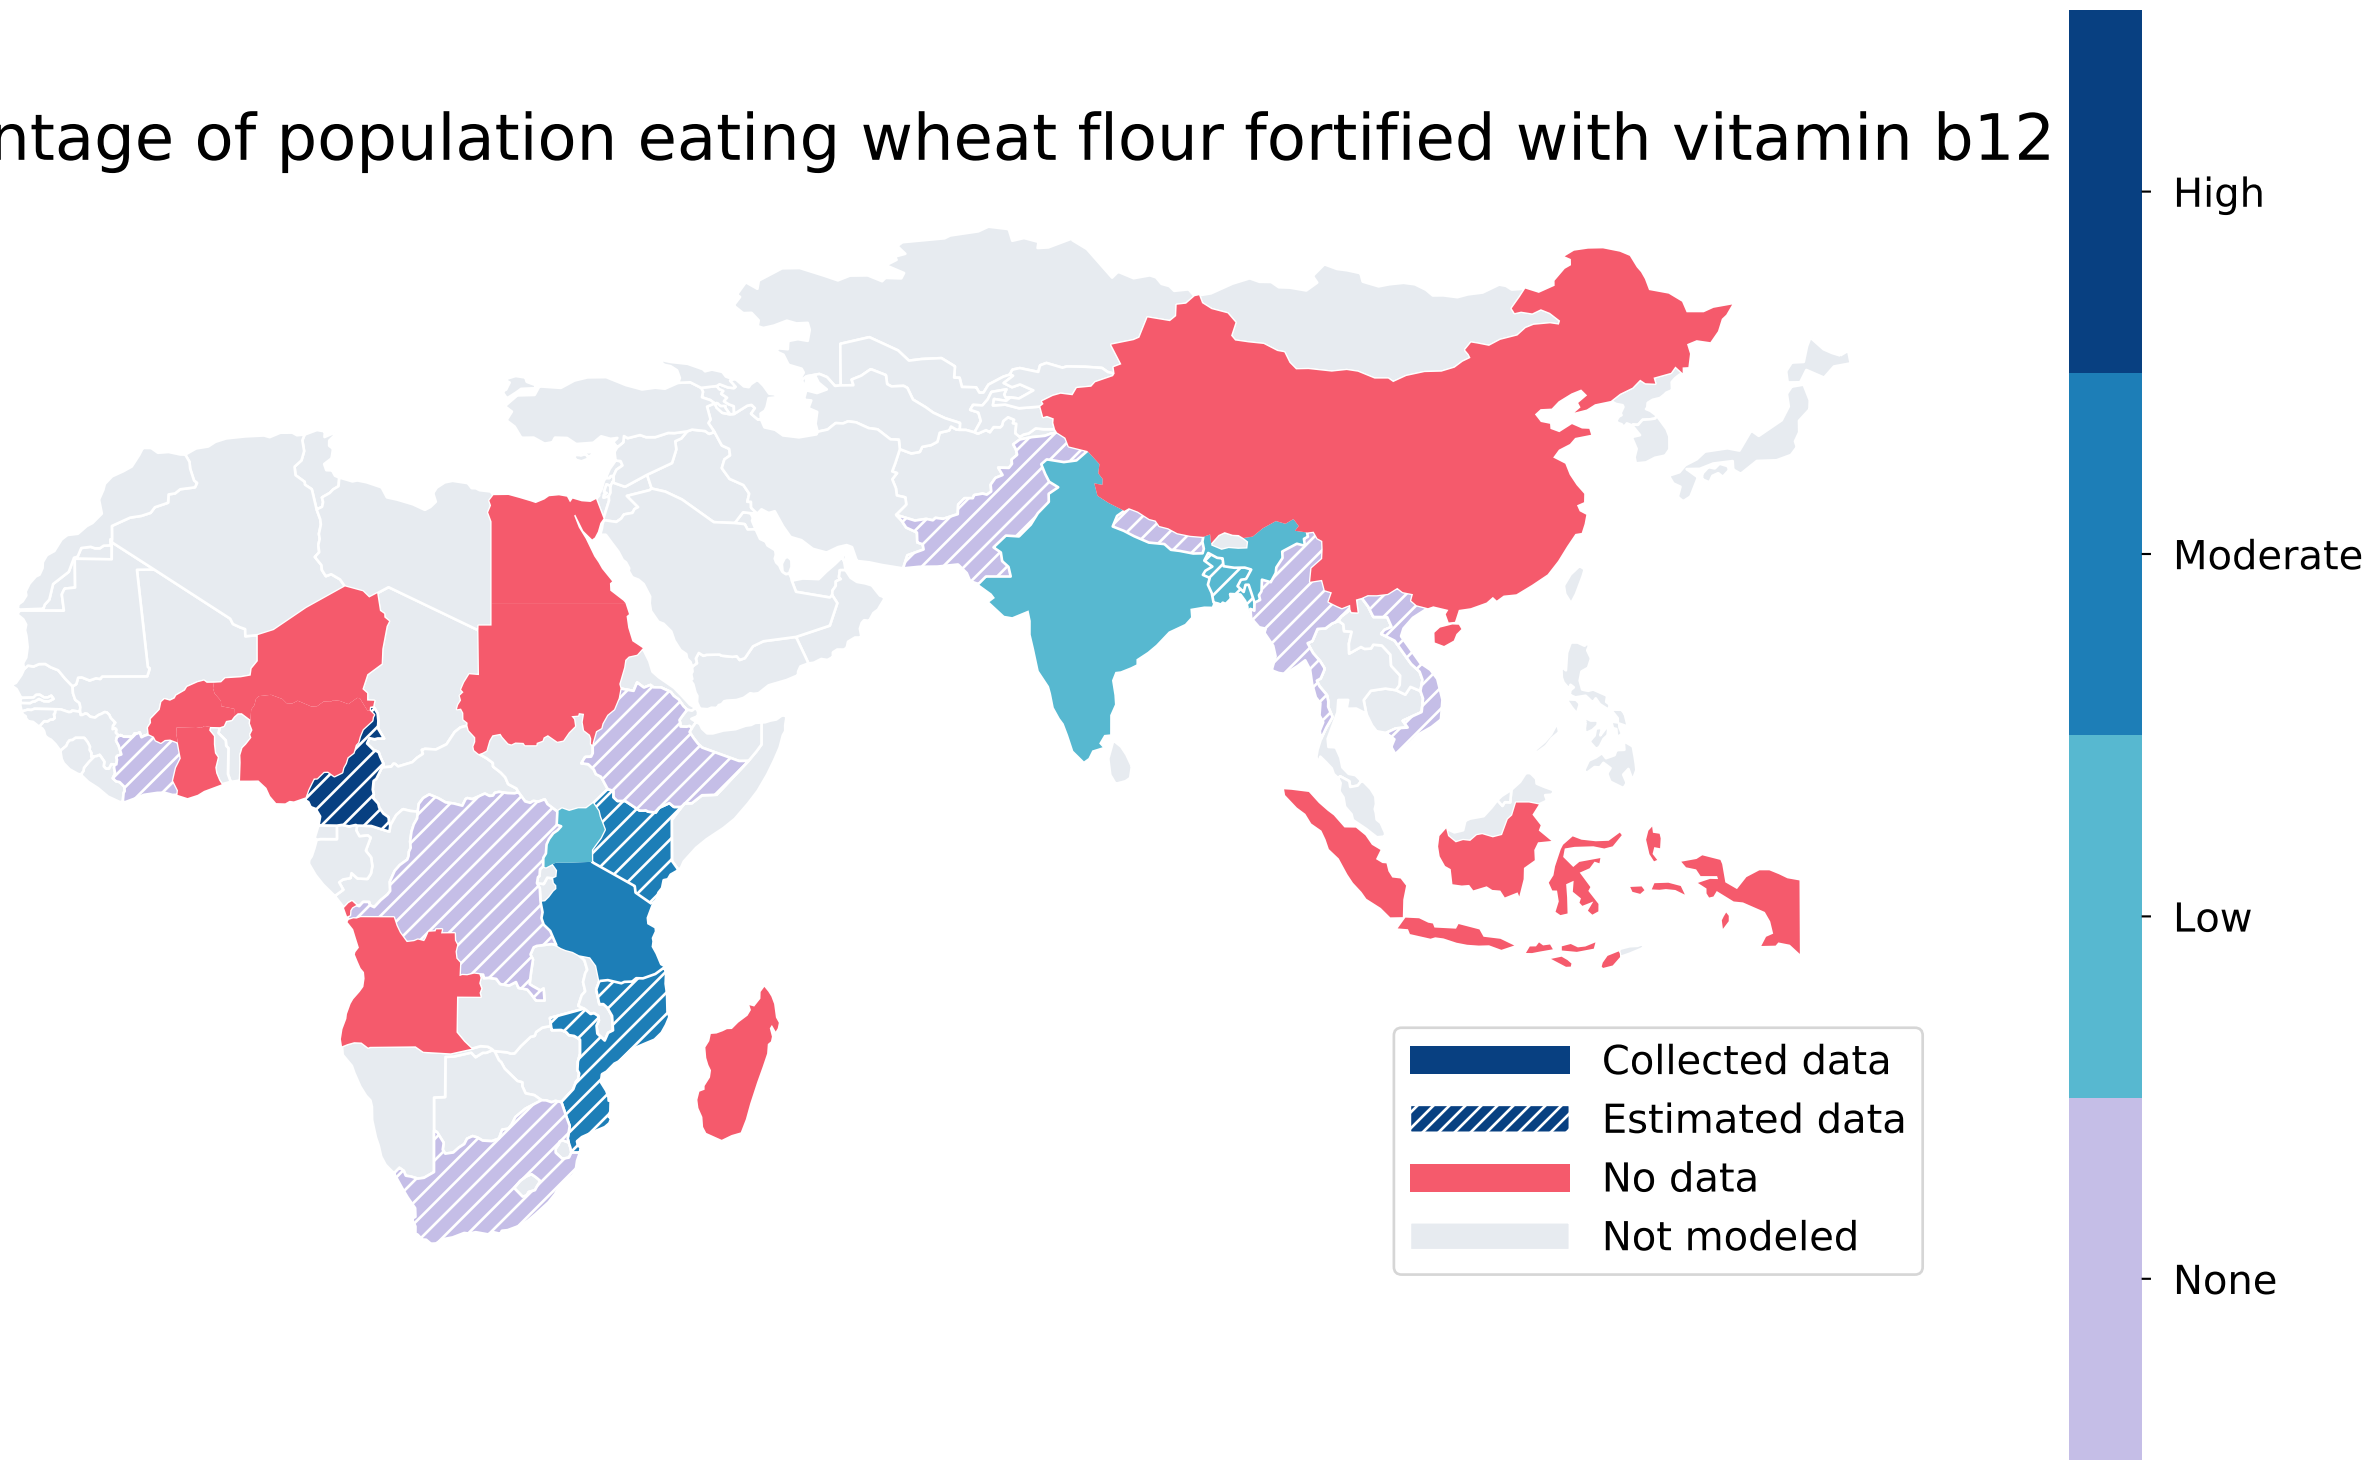 ntage of population eating wheat flour fortified with vitamin b12
High
Moderate
Low
None
Collected data
Estimated data
No data
Not modeled